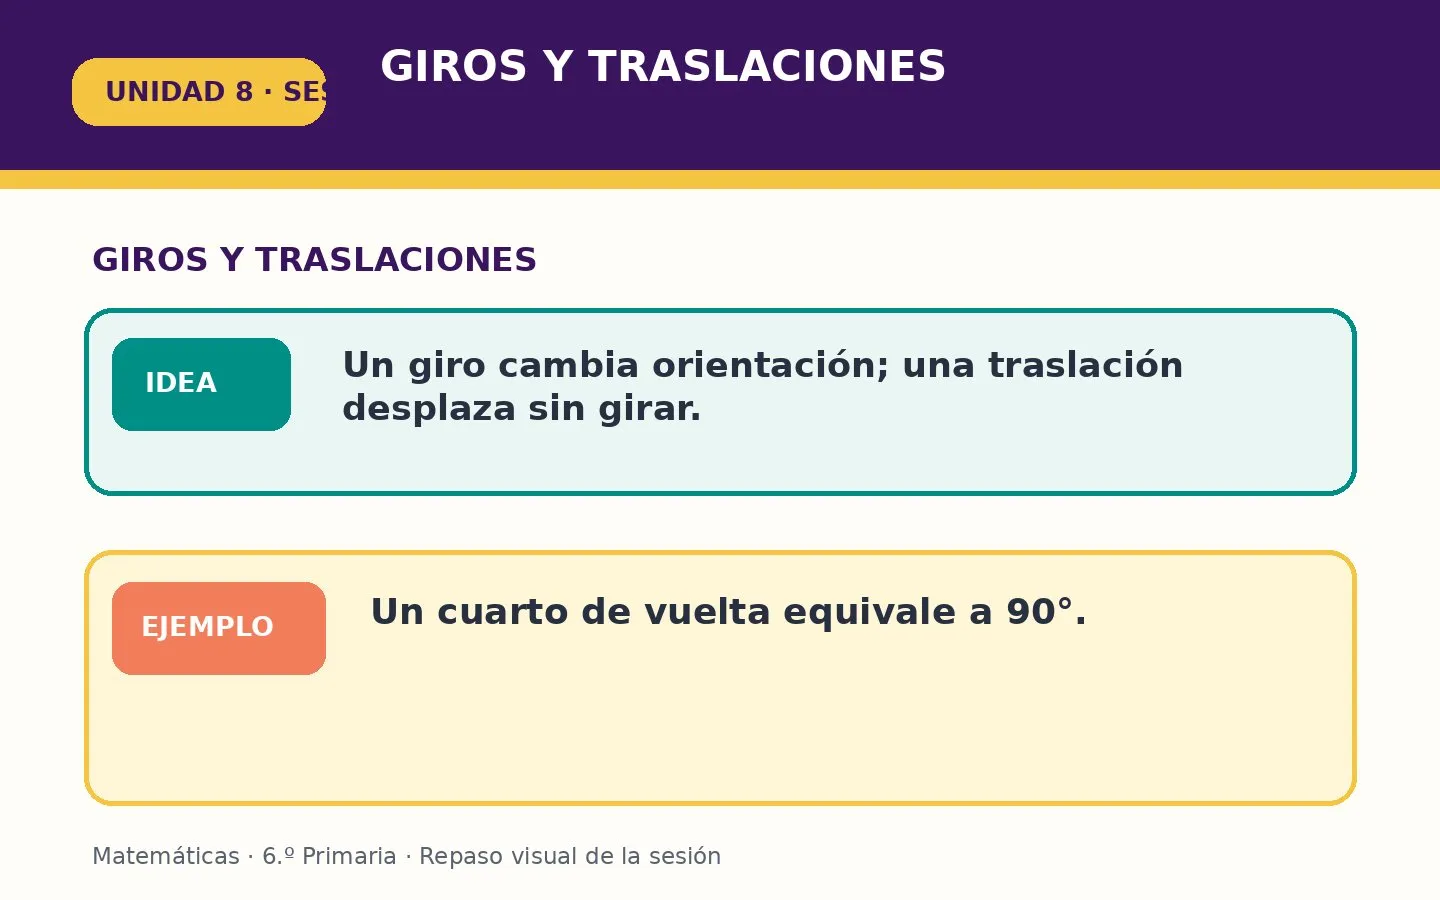 UNIDAD 8 · SES
GIROS Y TRASLACIONES
GIROS Y TRASLACIONES
IDEA
Un giro cambia orientación; una traslación
desplaza sin girar.
EJEMPLO
Un cuarto de vuelta equivale a 90°.
Matemáticas · 6.º Primaria · Repaso visual de la sesión